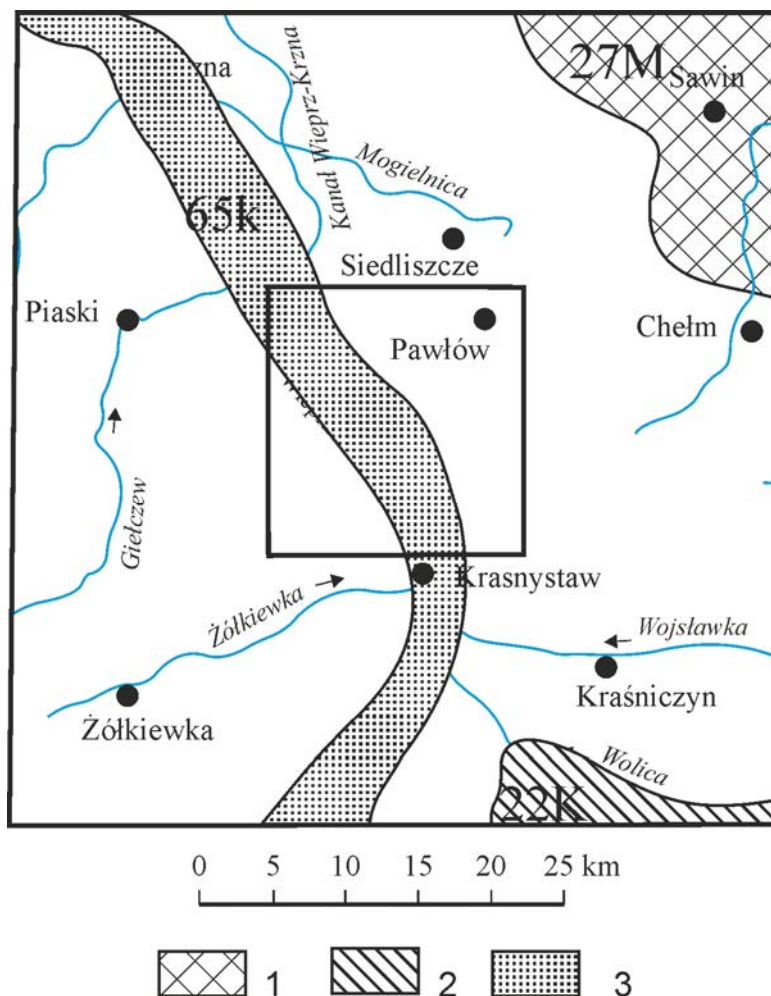 27M
Sawin
zna
Kanał Wieprz-Krzna
Mogielnica
65k
Siedliszcze
Piaski
Pawłów
Chełm
Giełczew
Krasnystaw
Żółkiewka
Wojsławka
Kraśniczyn
Żółkiewka
Wolica
22K
0 5 10 15 20 25 km
1 2 3